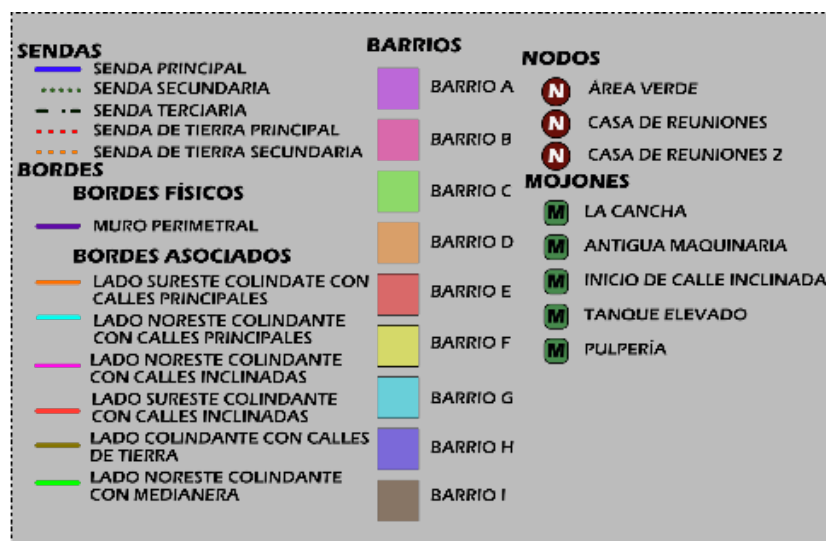 SENDAS
SENDA PRINCIPAL
SENDA SECUNDARIA
SENDA TERCIARIA
SENDA DE TIERRA PRINCIPAL
SENDA DE TIERRA SECUNDARIA
BORDES
BORDES FÍSICOS
MURO PERIMETRAL
BORDES ASOCIADOS
LADO SURESTE COLINDATE CON
CALLES PRINCIPALES
LADO NORESTE COLINDANTE
CON CALLES PRINCIPALES
LADO NORESTE COLINDANTE
CON CALLES INCLINADAS
LADO SURESTE COLINDANTE
CON CALLES INCLINADAS
LADO COLINDANTE CON CALLES
DE TIERRA
LADO NORESTE COLINDANTE
CON MEDIANERA
BARRIOS
BARRIO A
BARRIO B
BARRIO C
BARRIO D
BARRIO E
BARRIO F
BARRIO G
BARRIO H
BARRIO I
NODOS
N ÁREA VERDE
N CASA DE REUNIONES
N CASA DE REUNIONES 2
MOJONES
M LA CANCHA
M ANTIGUA MAQUINARIA
M INICIO DE CALLE INCLINADA
M TANQUE ELEVADO
M PULPERÍA